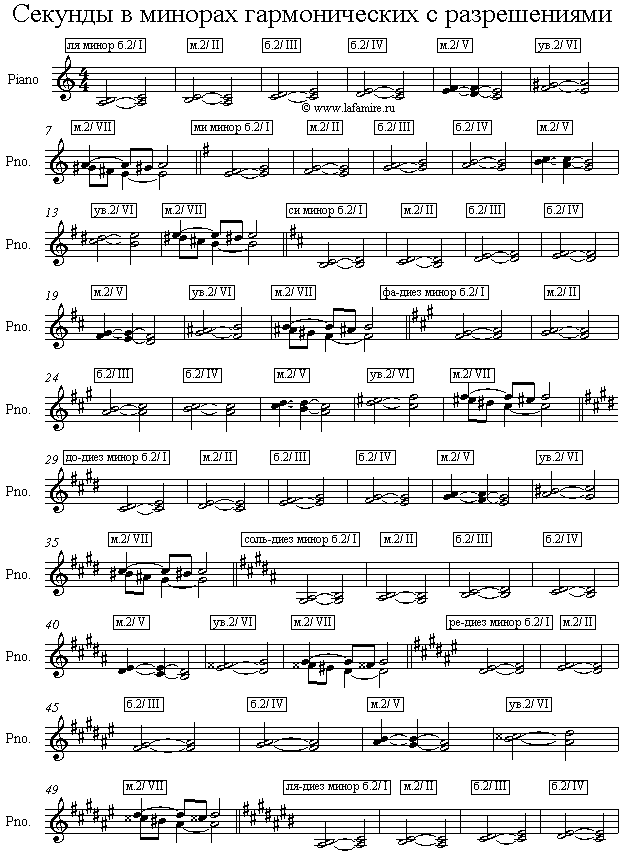 Секунды в минорах гармонических с разрешениями
ля минор б.2/ I м.2/ II б.2/ III б.2/ IV м.2/ V ув.2/ VI
Piano
© www.lafamire.ru
7 м.2/ VII ми минор б.2/ I м.2/ II б.2/ III б.2/ IV м.2/ V
Pno.
13 ув.2/ VI м.2/ VII си минор б.2/ I м.2/ II б.2/ III б.2/ IV
Pno.
19 м.2/ V ув.2/ VI м.2/ VII фа-диез минор б.2/ I м.2/ II
Pno.
24 б.2/ III б.2/ IV м.2/ V ув.2/ VI м.2/ VII
Pno.
29 до-диез минор б.2/ I м.2/ II б.2/ III б.2/ IV м.2/ V ув.2/ VI
Pno.
35 м.2/ VII соль-диез минор б.2/ I м.2/ II б.2/ III б.2/ IV
Pno.
40 м.2/ V ув.2/ VI м.2/ VII ре-диез минор б.2/ I м.2/ II
Pno.
45 б.2/ III б.2/ IV м.2/ V ув.2/ VI
Pno.
49 м.2/ VII ля-диез минор б.2/ I м.2/ II б.2/ III б.2/ IV
Pno.